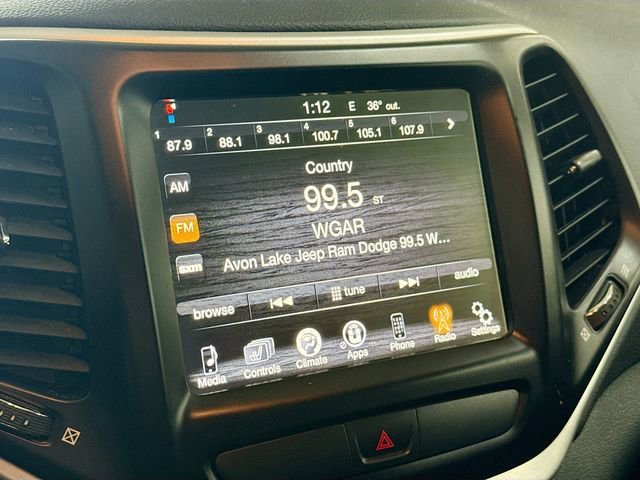 1:12 E 36° out.
1 87.9 2 88.1 3 98.1 4 100.7 5 105.1 6 107.9
Country
AM
99.5 ST
FM
WGAR
sxm Avon Lake Jeep Ram Dodge 99.5 W...
browse tune audio
Media Controls Climate Apps Phone Radio Settings